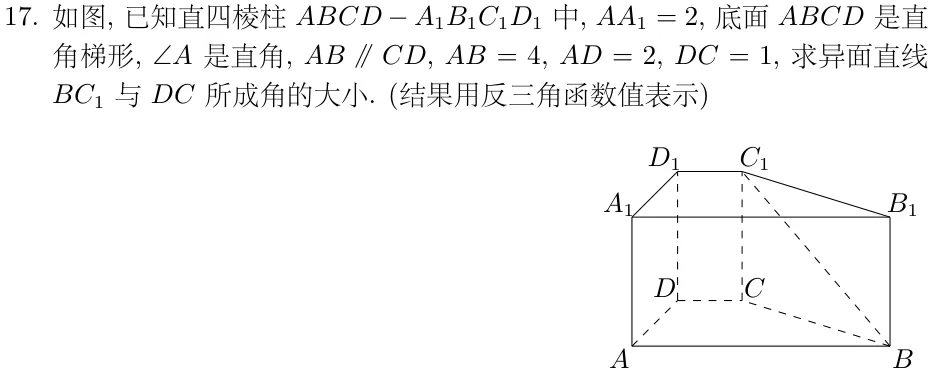 17. 如图, 已知直四棱柱 ABCD − A₁B₁C₁D₁ 中, AA₁ = 2, 底面 ABCD 是直
角梯形, ∠A 是直角, AB ∥ CD, AB = 4, AD = 2, DC = 1, 求异面直线
BC₁ 与 DC 所成角的大小. (结果用反三角函数值表示)
D₁ C₁
A₁ B₁
D C
A B